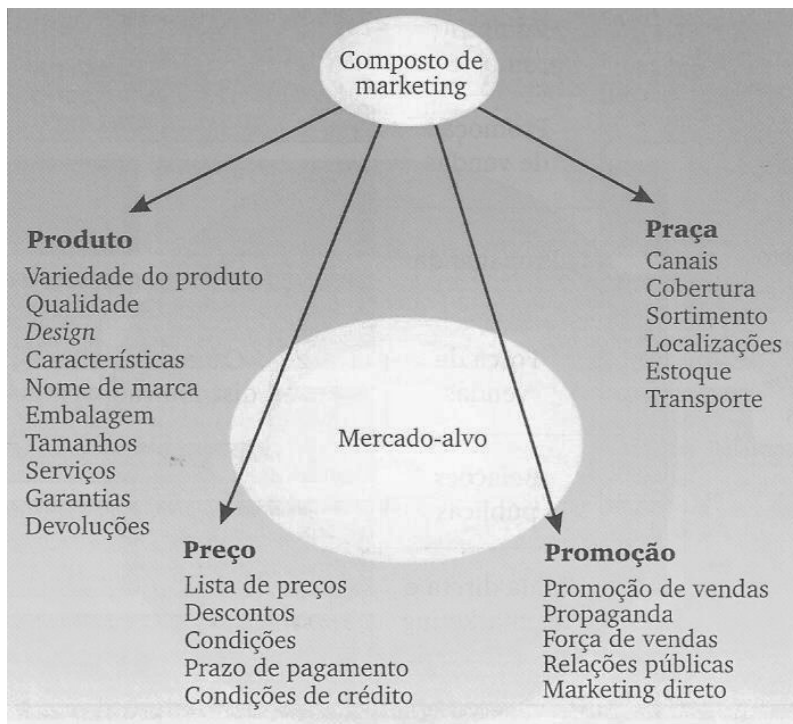 Composto de
marketing
Produto
Variedade do produto
Qualidade
Design
Características
Nome de marca
Embalagem
Tamanhos
Serviços
Garantias
Devoluções
Preço
Lista de preços
Descontos
Condições
Prazo de pagamento
Condições de crédito
Mercado-alvo
Promoção
Promoção de vendas
Propaganda
Força de vendas
Relações públicas
Marketing direto
Praça
Canais
Cobertura
Sortimento
Localizações
Estoque
Transporte